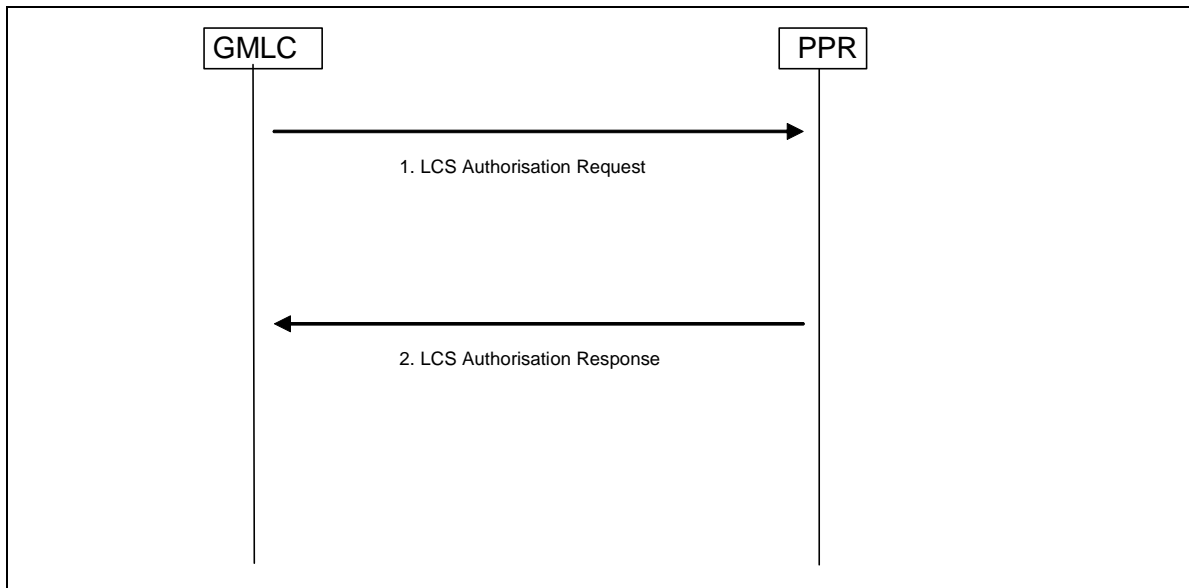 GMLC
PPR
1. LCS Authorisation Request
2. LCS Authorisation Response